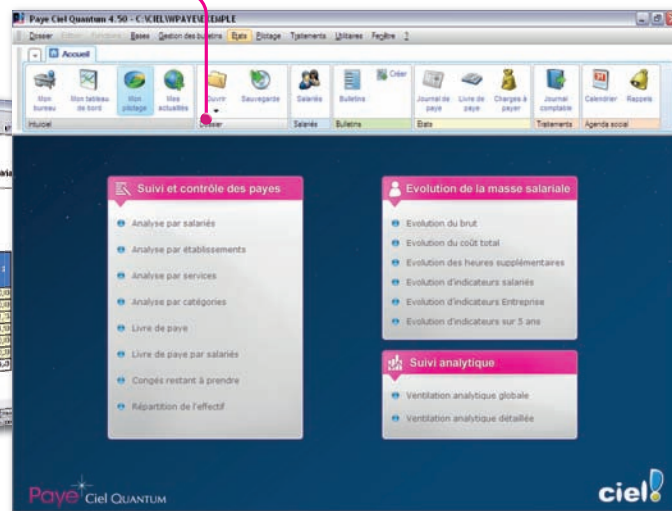 Paye Ciel Quantum 4.50 - C:\CIEL\WPAYE\EXEMPLE
Dossier Edition Fonctions Bases Gestion des bulletins Etats Pilotage Traitements Utilitaires Fenêtre ?
Accueil
Mon bureau
Mon tableau de bord
Mon pilotage
Mes actualités
Ouvrir
Sauvegarde
Salariés
Bulletins
Créer
Journal de paye
Livre de paye
Charges à payer
Journal comptable
Calendrier
Rappels
Intuiciel Dossier Salariés Bulletins Etats Traitements Agenda social
Suivi et contrôle des payes
Analyse par salariés
Analyse par établissements
Analyse par services
Analyse par catégories
Livre de paye
Livre de paye par salariés
Congés restant à prendre
Répartition de l'effectif
Evolution de la masse salariale
Evolution du brut
Evolution du coût total
Evolution des heures supplémentaires
Evolution d'indicateurs salariés
Evolution d'indicateurs Entreprise
Evolution d'indicateurs sur 5 ans
Suivi analytique
Ventilation analytique globale
Ventilation analytique détaillée
Paye Ciel QUANTUM
ciel!